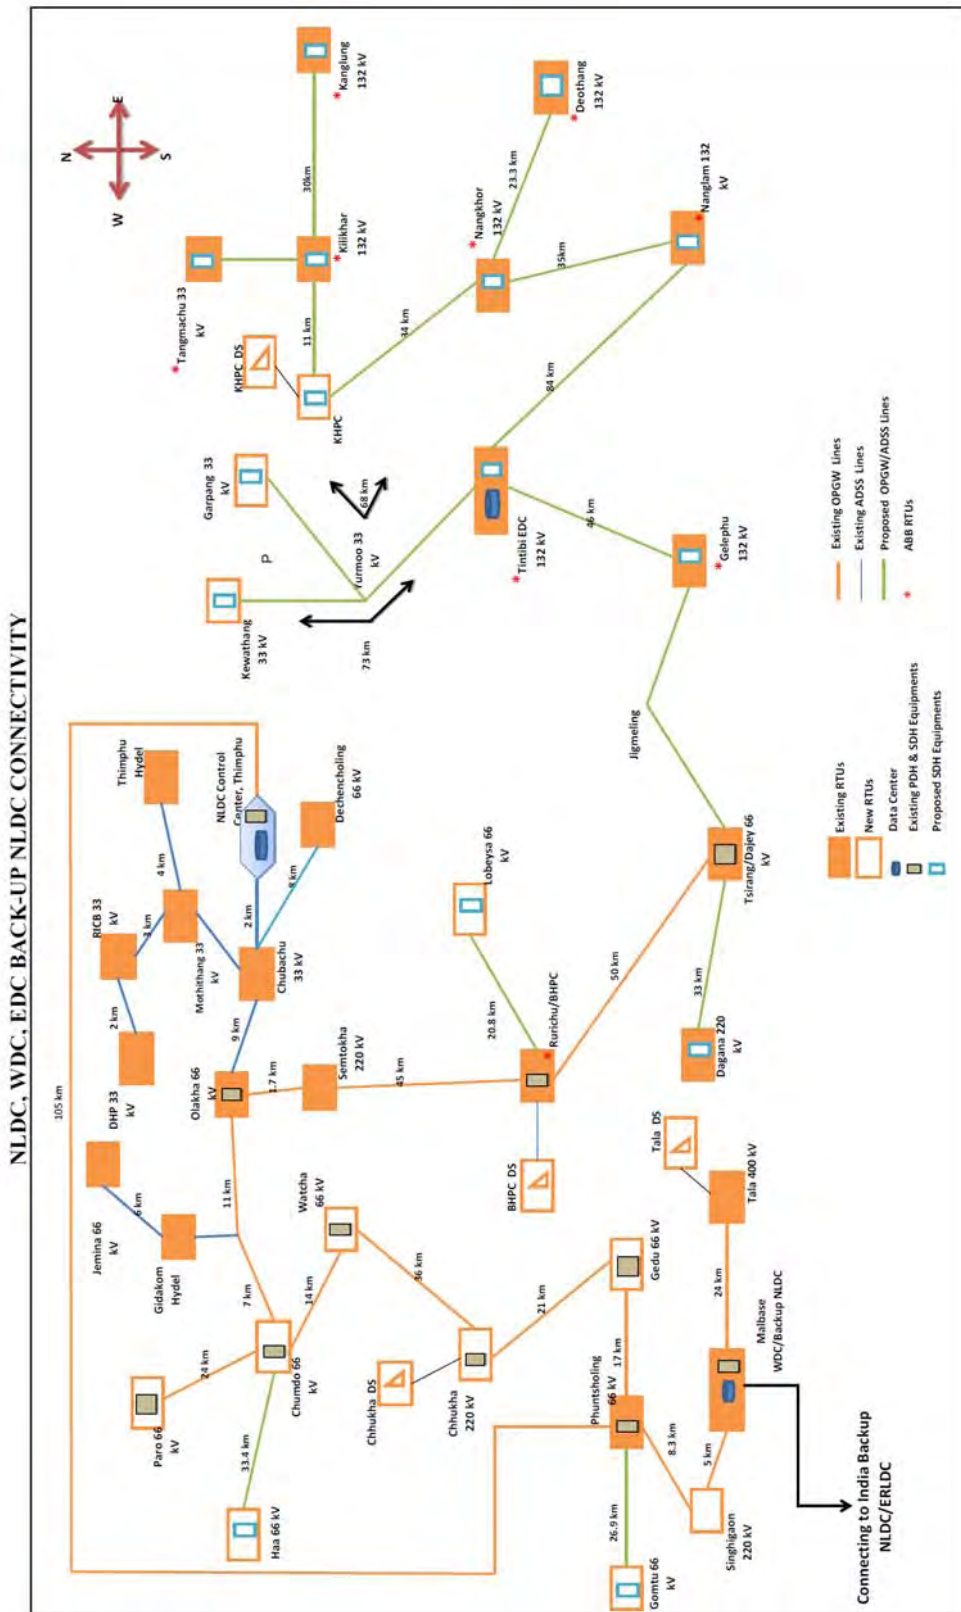 NLDC, WDC, EDC BACK-UP NLDC CONNECTIVITY
105 km
N
W
E
S
Jemina 66
kV
6 km
Gidakom
Hydel
DHP 33
kV
2 km
RICB 33
kV
3 km
Mothithang 33
kV
4 km
Thimphu
Hydel
NLDC Control
Center, Thimphu
2 km
8 km
Dechencholing
66 kV
Chubachu
33 kV
9 km
Olakha 66
kV
1.7 km
Semtokha
220 kV
45 km
11 km
7 km
Paro 66
kV
24 km
Chumdo 66
kV
33.4 km
Haa 66 kV
14 km
Watcha
66 kV
36 km
Chhukha DS
Chhukha
220 kV
21 km
Gedu 66 kV
17 km
Phuntsholing
66 kV
26.9 km
Gomtu 66
kV
8.3 km
Singhigaon
220 kV
5 km
Malbase
WDC/Backup NLDC
24 km
Tala 400 kV
Tala DS
Connecting to India Backup
NLDC/ERLDC
BHPC DS
* Rurichu/BHPC
20.8 km
Lobeysa 66
kV
50 km
Tsirang/Dajey 66
kV
33 km
Dagana 220
kV
Jigmeling
*Gelephu
132 kV
46 km
*Tintibi EDC
132 kV
Kewathang
33 kV
73 km
Yurmoo 33
kV
68 km
P
Garpang 33
kV
84 km
*Nanglam 132
kV
35km
*Nangkhor
132 kV
23.3 km
*Deothang
132 kV
34 km
KHPC
KHPC DS
11 km
*Kilikhar
132 kV
*Tangmachu 33
kV
30km
*Kanglung
132 kV
Existing RTUs
New RTUs
Data Center
Existing PDH & SDH Equipments
Proposed SDH Equipments
Existing OPGW Lines
Existing ADSS Lines
Proposed OPGW/ADSS Lines
* ABB RTUs